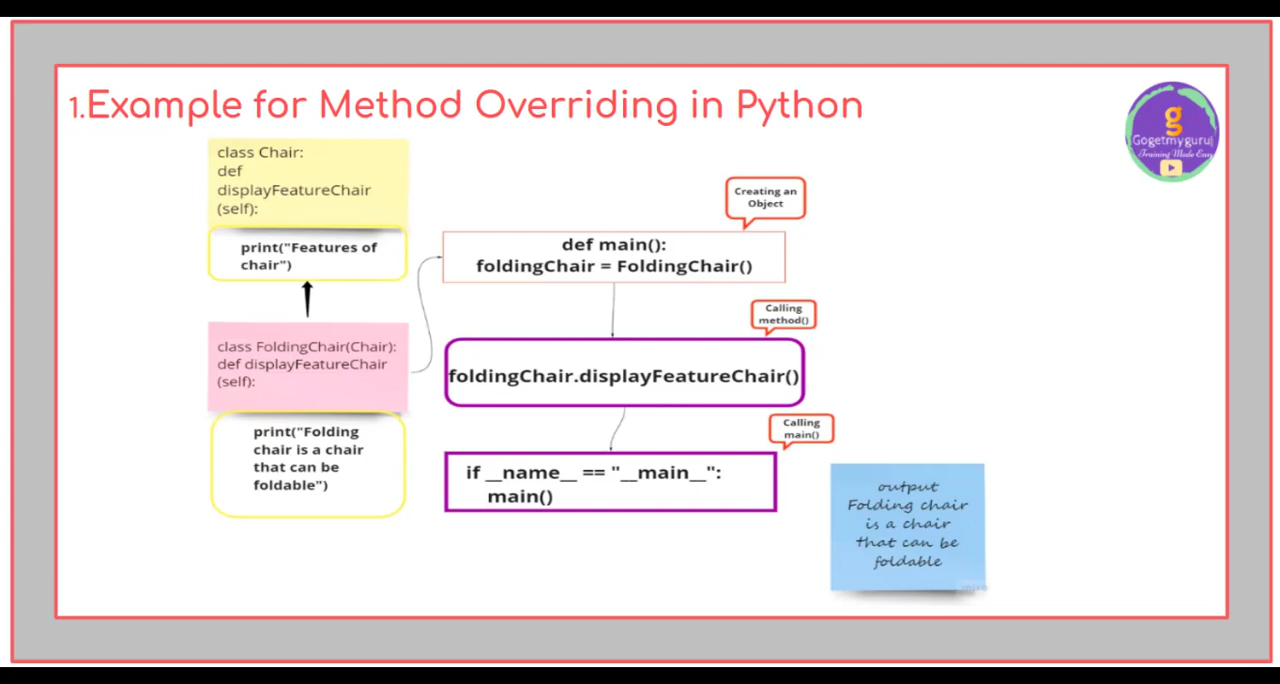 1.Example for Method Overriding in Python
g
Gogetmyguru
Training Made Easy
class Chair:
def
displayFeatureChair
(self):
print("Features of
chair")
class FoldingChair(Chair):
def displayFeatureChair
(self):
print("Folding
chair is a chair
that can be
foldable")
Creating an
Object
def main():
foldingChair = FoldingChair()
Calling
method()
foldingChair.displayFeatureChair()
Calling
main()
if __name__ == "__main__":
main()
output
Folding chair
is a chair
that can be
foldable
miro